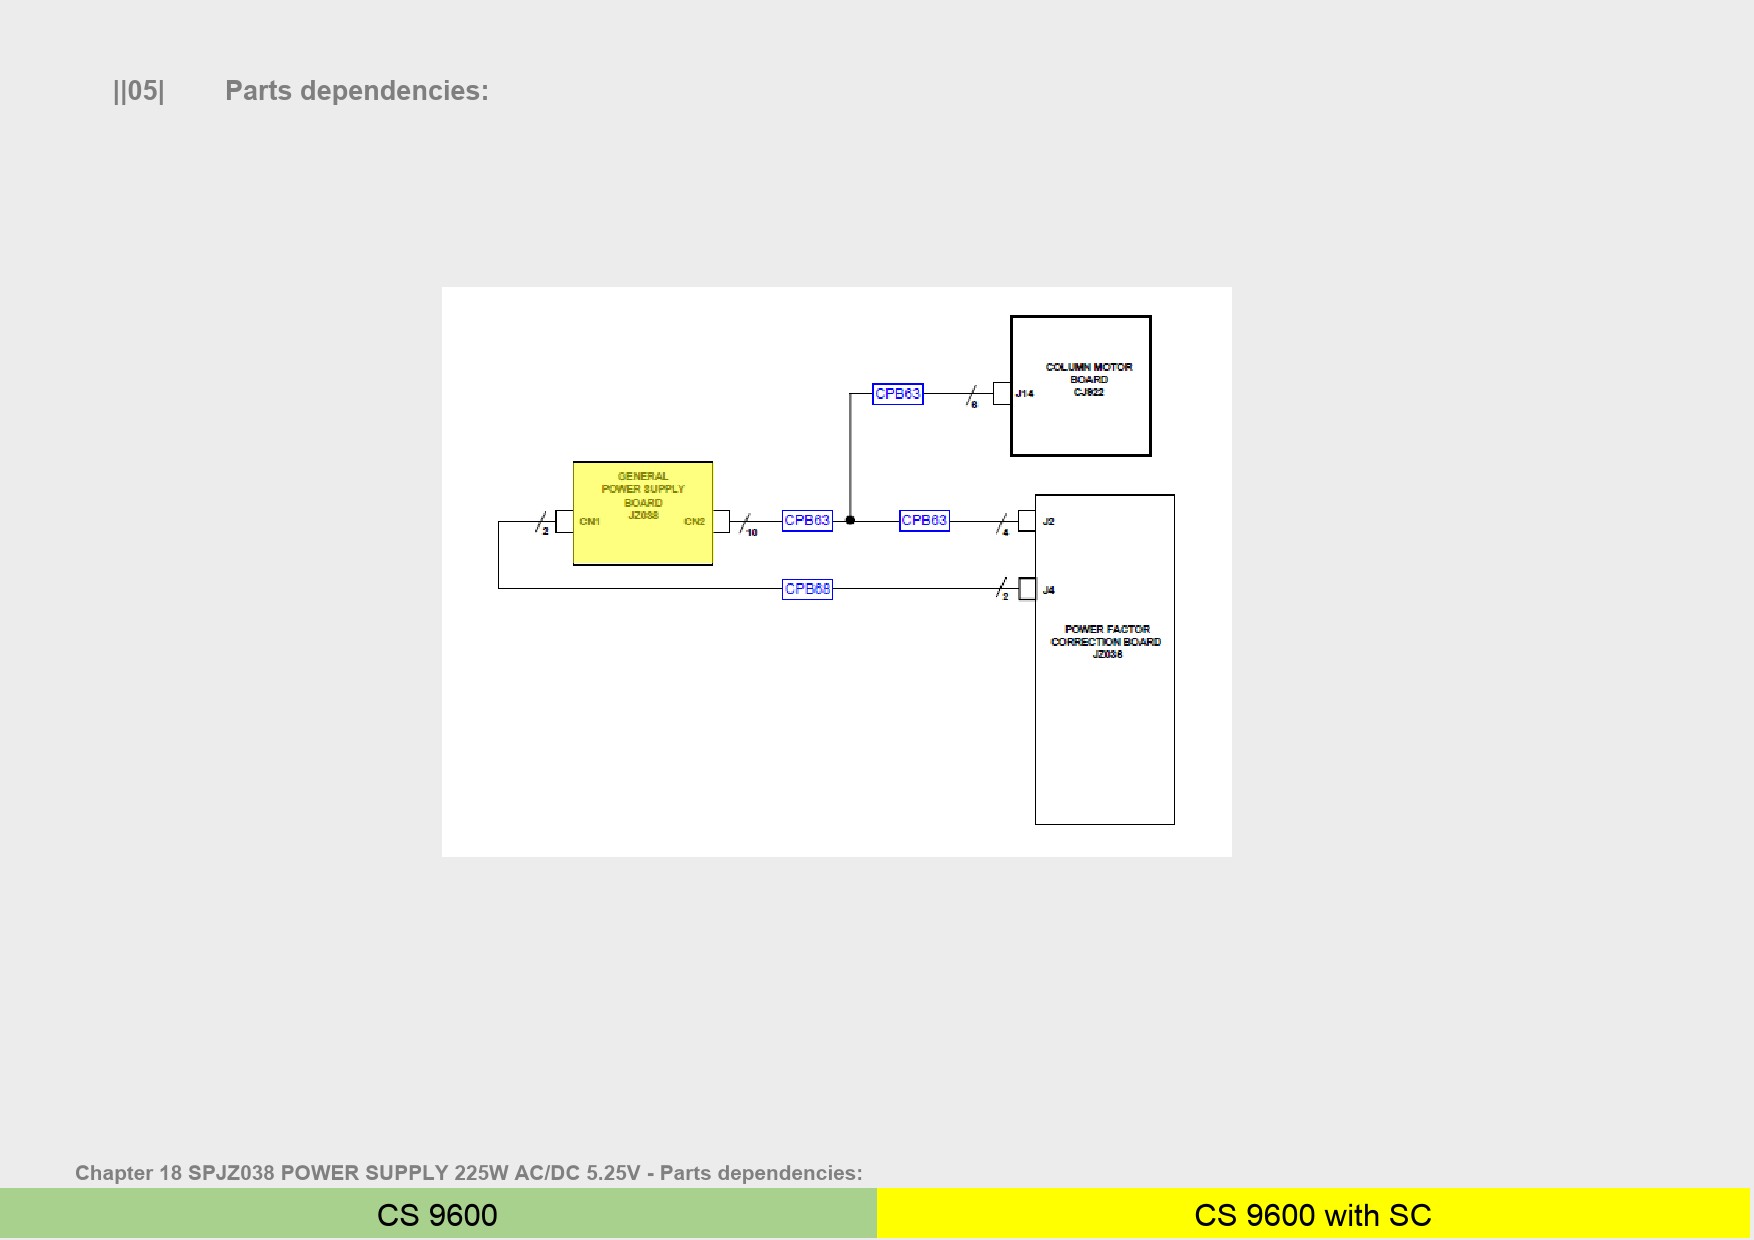 ||05| Parts dependencies:
COLUMN MOTOR
BOARD
CJ922
CPB63
J14
6
GENERAL
POWER SUPPLY
BOARD
JZ038
2
CN1
CN2
10
CPB63
CPB63
4
J2
CPB68
2
J4
POWER FACTOR
CORRECTION BOARD
JZ036
Chapter 18 SPJZ038 POWER SUPPLY 225W AC/DC 5.25V - Parts dependencies:
CS 9600
CS 9600 with SC